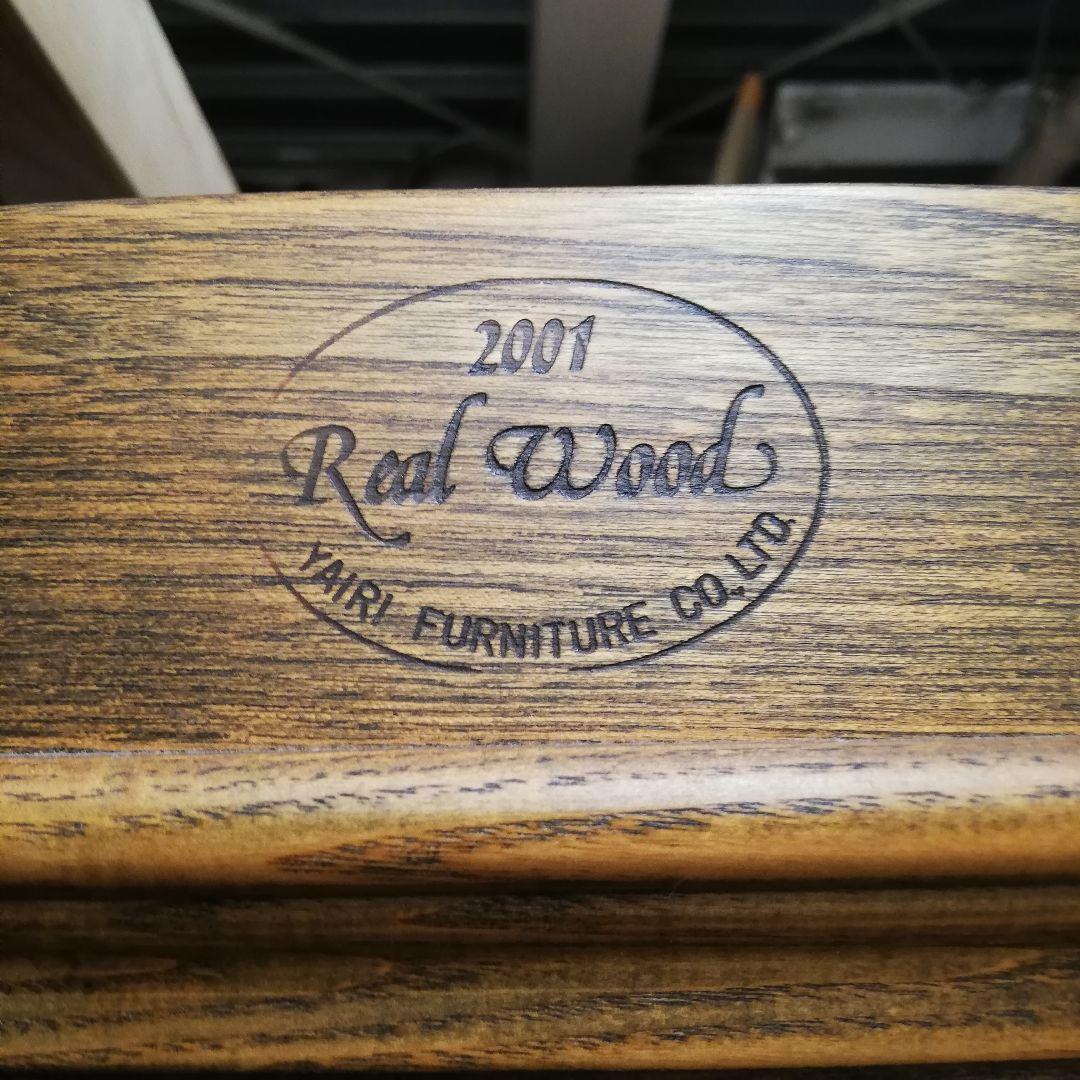 2001
Real Wood
YAIRI FURNITURE CO.,LTD.